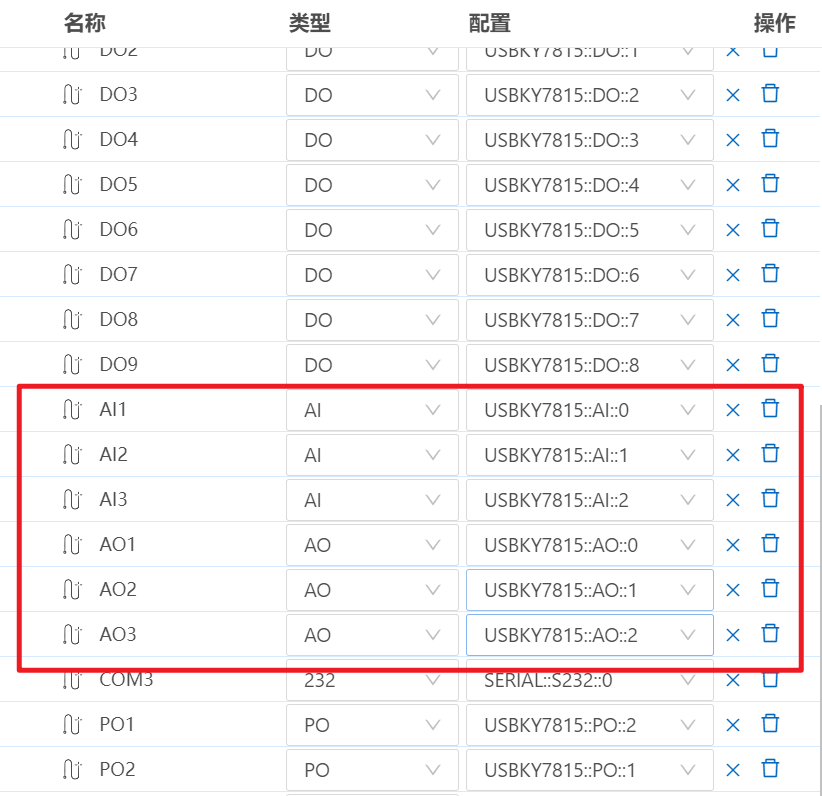 名称 类型 配置 操作
DO2 DO USBKY7815::DO::1
DO3 DO USBKY7815::DO::2
DO4 DO USBKY7815::DO::3
DO5 DO USBKY7815::DO::4
DO6 DO USBKY7815::DO::5
DO7 DO USBKY7815::DO::6
DO8 DO USBKY7815::DO::7
DO9 DO USBKY7815::DO::8
AI1 AI USBKY7815::AI::0
AI2 AI USBKY7815::AI::1
AI3 AI USBKY7815::AI::2
AO1 AO USBKY7815::AO::0
AO2 AO USBKY7815::AO::1
AO3 AO USBKY7815::AO::2
COM3 232 SERIAL::S232::0
PO1 PO USBKY7815::PO::2
PO2 PO USBKY7815::PO::1